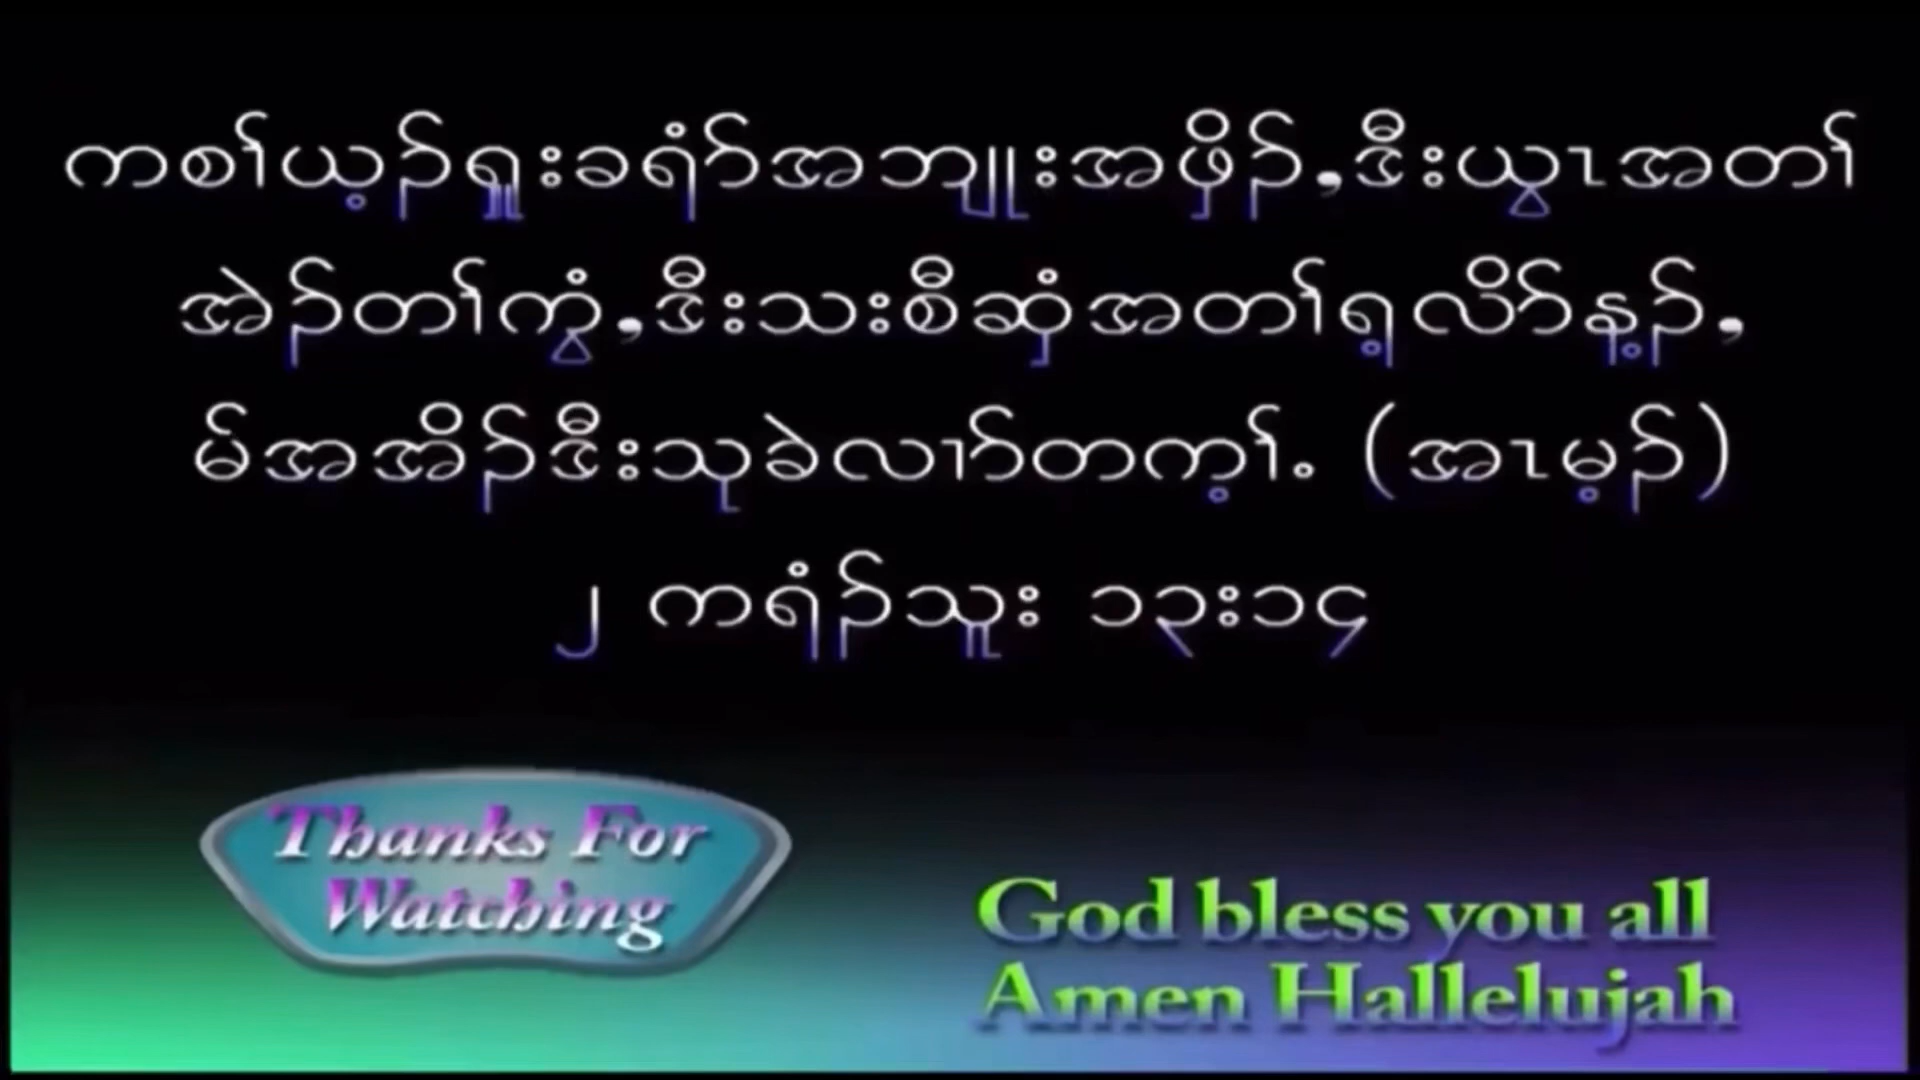 ကစၢ်ယ့ၣ်ရှူးခရံာ်အဘျုးအဖှိၣ်,ဒီးယွၤအတၢ်
အဲၣ်တၢ်ကွံ,ဒီးသးစီဆှံအတၢ်ရ့လိာ်န့ၣ်,
မ်အအိၣ်ဒီးသုခဲလၢာ်တက့ၢ်. (အၤမ့ၣ်)
၂ ကရံၣ်သူး ၁၃း၁၄
Thanks For
Watching
God bless you all
Amen Hallelujah